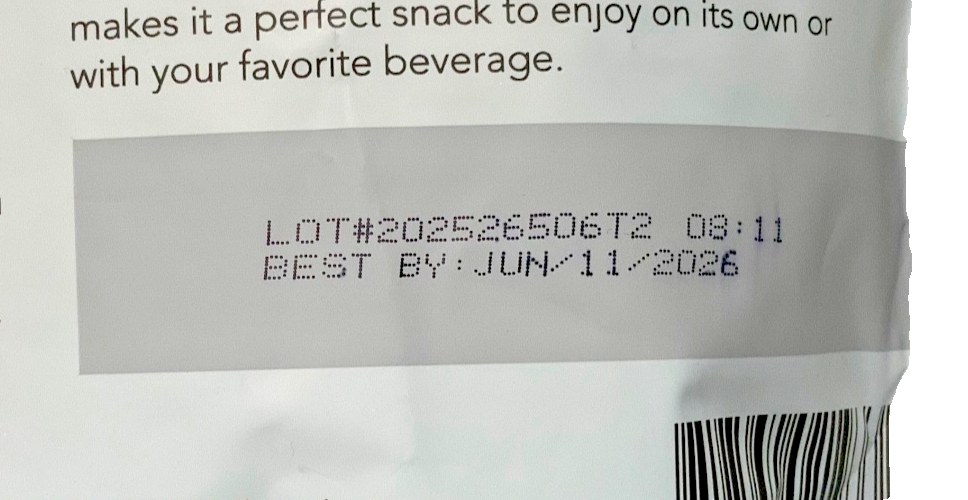 makes it a perfect snack to enjoy on its own or
with your favorite beverage.
LOT#202526506T2 08:11
BEST BY:JUN/11/2026